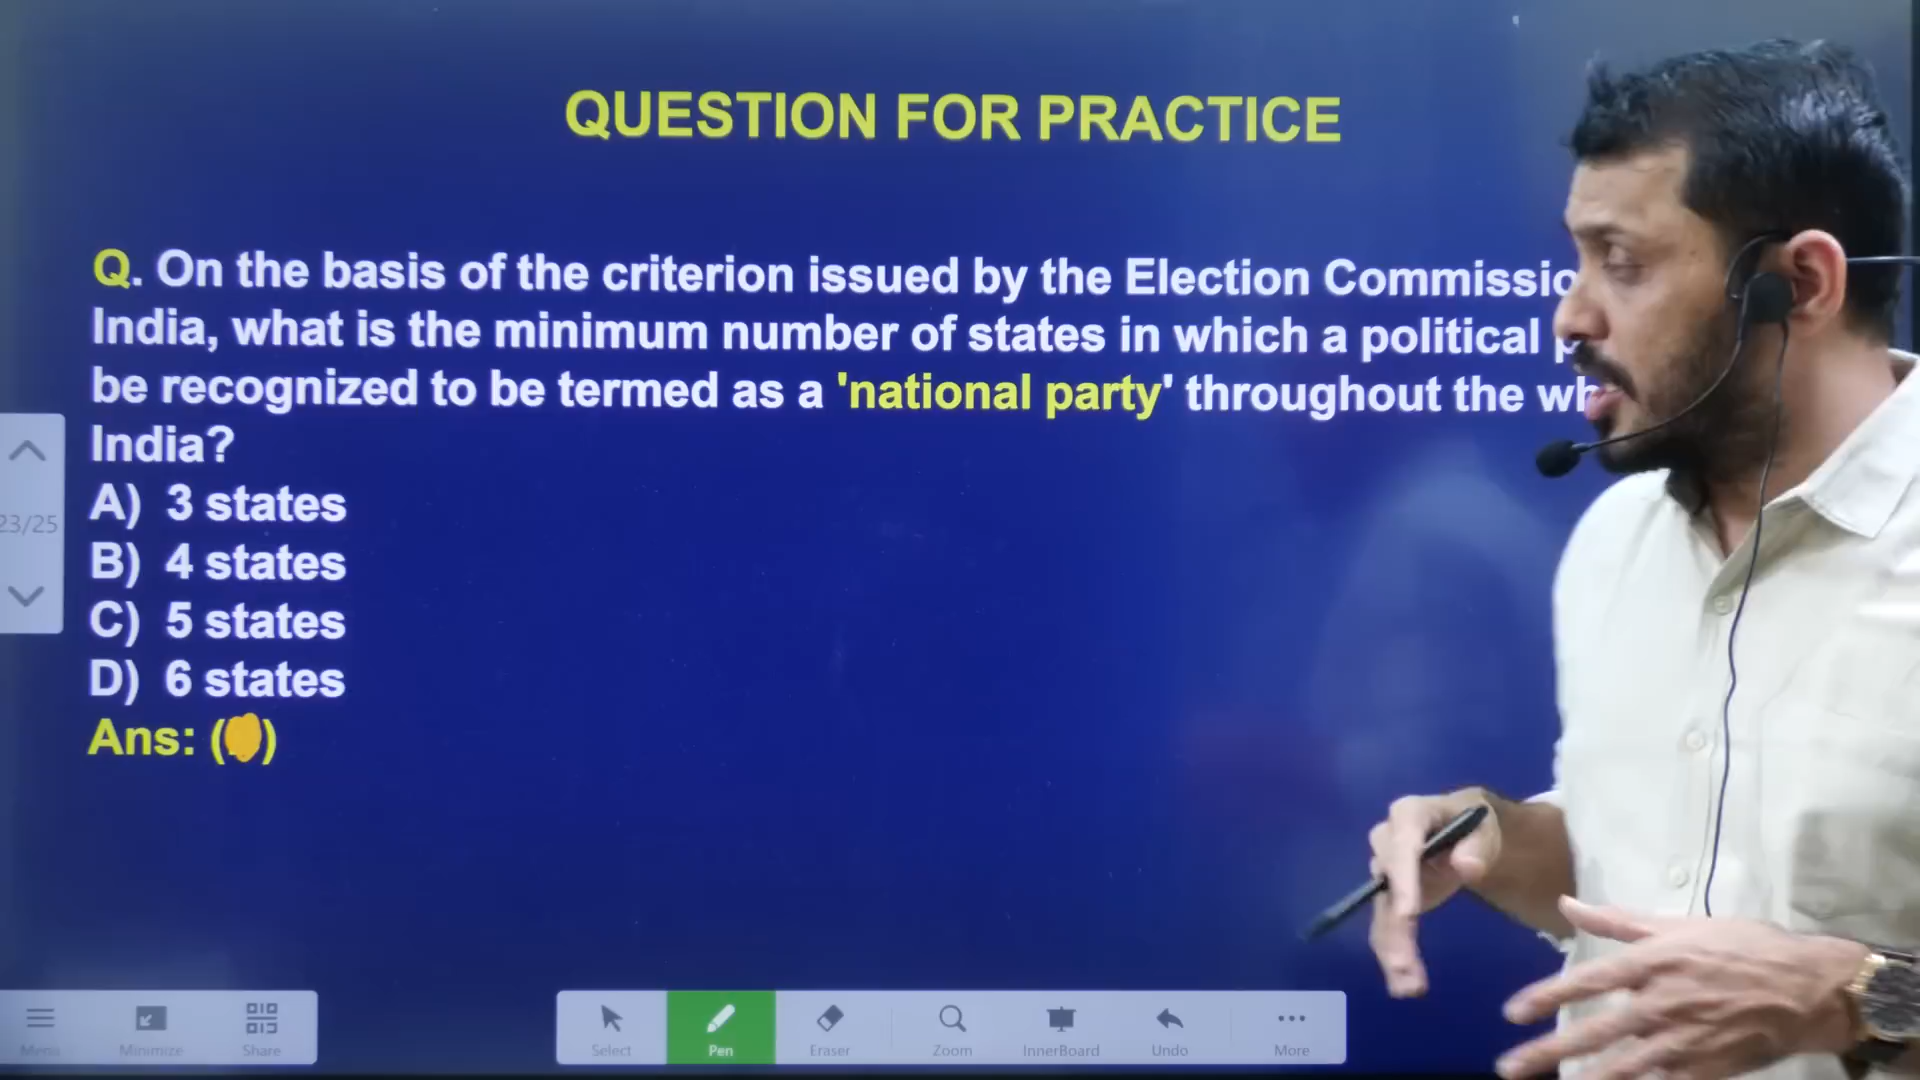 QUESTION FOR PRACTICE
Q. On the basis of the criterion issued by the Election Commissio
India, what is the minimum number of states in which a political
be recognized to be termed as a 'national party' throughout the wh
India?
A) 3 states
B) 4 states
23/25
C) 5 states
D) 6 states
Ans: ( )
Menu Minimize Share Select Pen Eraser Zoom InnerBoard Undo More